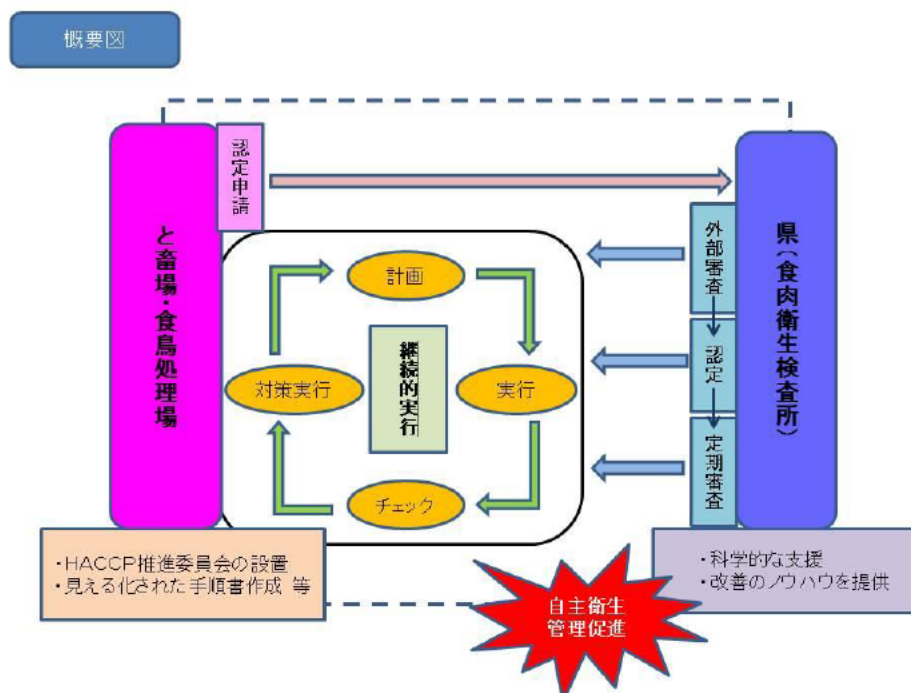 概要図
認定申請
と畜場・食鳥処理場
県(食肉衛生検査所)
外部審査
認定
定期審査
計画
実行
チェック
対策実行
継続的実行
・HACCP推進委員会の設置
・見える化された手順書作成 等
・科学的な支援
・改善のノウハウを提供
自主衛生
管理促進